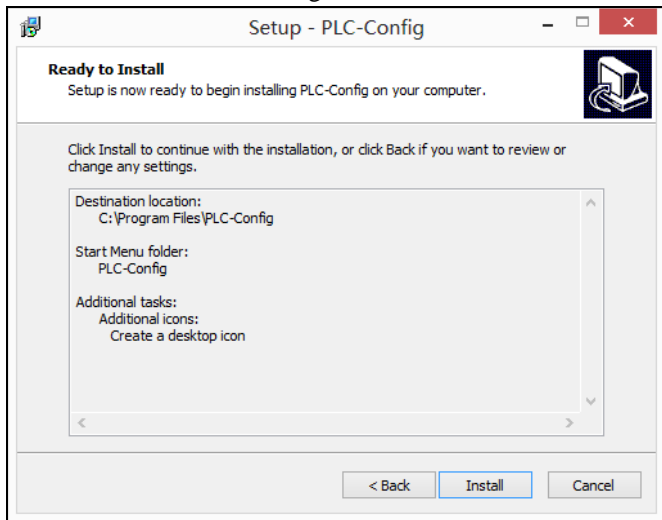 Setup - PLC-Config
Ready to Install
Setup is now ready to begin installing PLC-Config on your computer.
Click Install to continue with the installation, or click Back if you want to review or
change any settings.
Destination location:
C:\Program Files\PLC-Config
Start Menu folder:
PLC-Config
Additional tasks:
Additional icons:
Create a desktop icon
< Back
Install
Cancel